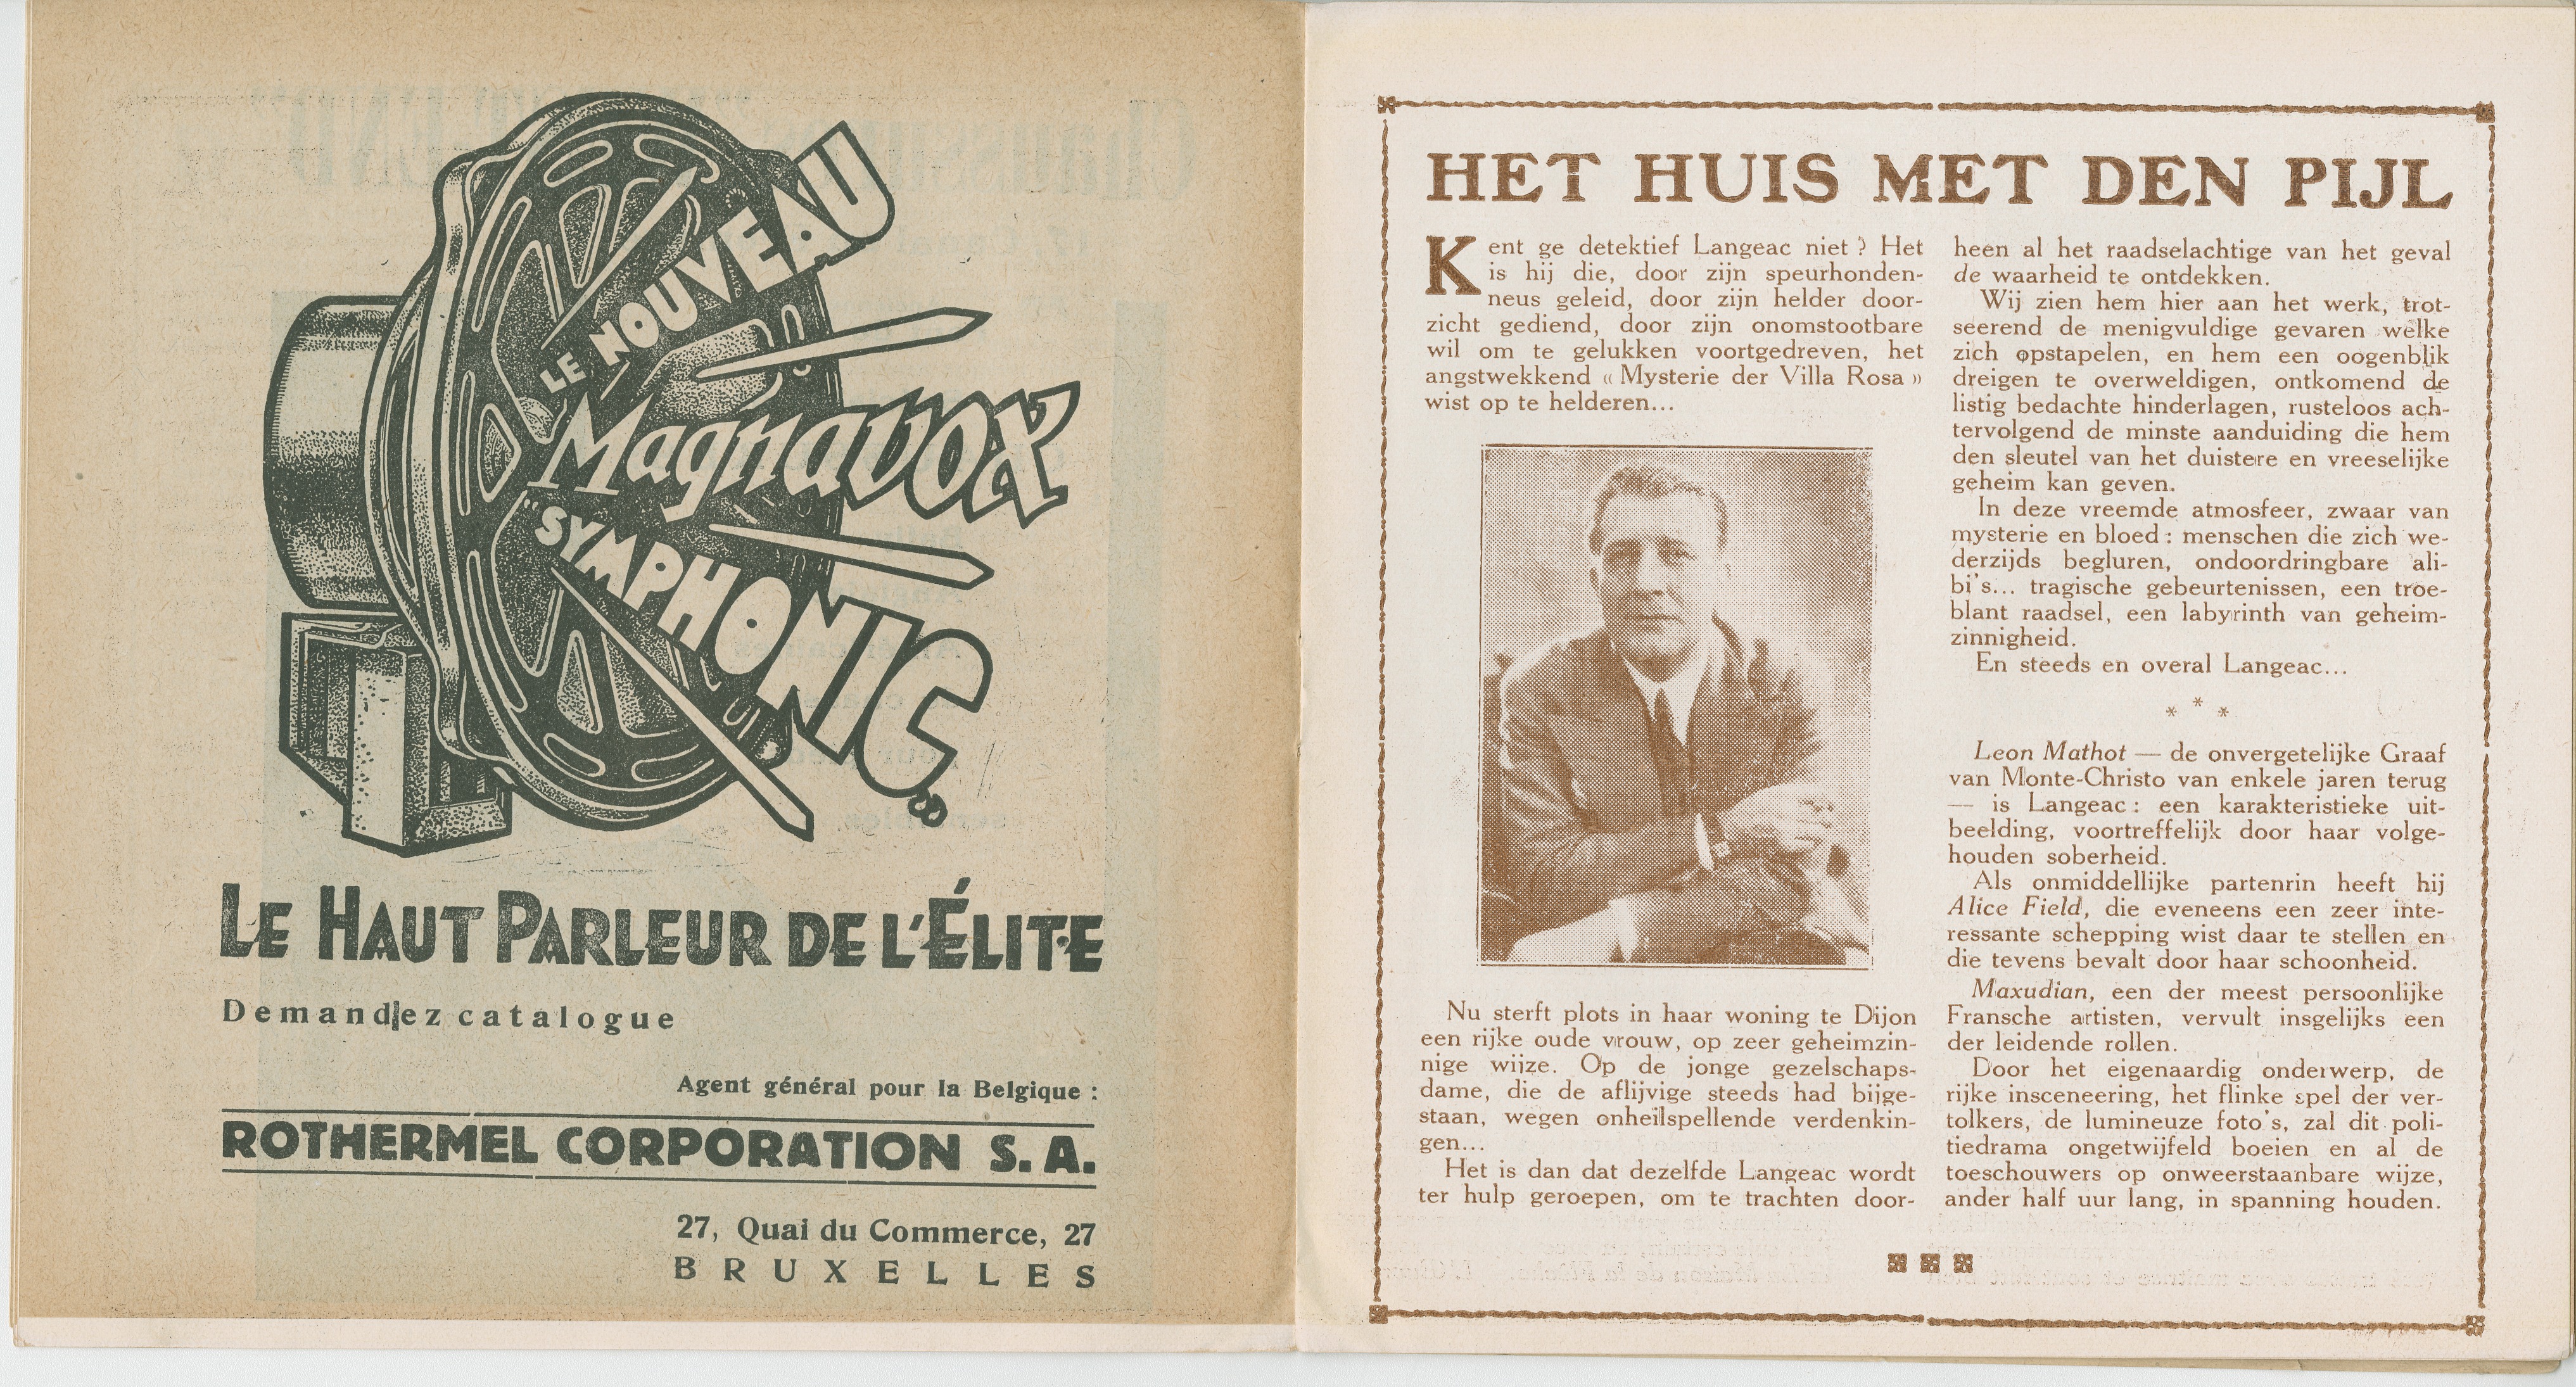 LE NOUVEAU
Magnavox
"SYMPHONIC"
LE HAUT PARLEUR DE L'ÉLITE
Demandez catalogue
Agent général pour la Belgique :
ROTHERMEL CORPORATION S. A.
27, Quai du Commerce, 27
BRUXELLES
HET HUIS MET DEN PIJL
Kent ge detektief Langeac niet ? Het
is hij die, door zijn speurhonden-
neus geleid, door zijn helder door-
zicht gediend, door zijn onomstootbare
wil om te gelukken voortgedreven, het
angstwekkend « Mysterie der Villa Rosa »
wist op te helderen...
Nu sterft plots in haar woning te Dijon
een rijke oude vrouw, op zeer geheimzin-
nige wijze. Op de jonge gezelschaps-
dame, die de aflijvige steeds had bijge-
staan, wegen onheilspellende verdenkin-
gen...
Het is dan dat dezelfde Langeac wordt
ter hulp geroepen, om te trachten door-
heen al het raadselachtige van het geval
de waarheid te ontdekken.
Wij zien hem hier aan het werk, trot-
seerend de menigvuldige gevaren welke
zich opstapelen, en hem een oogenblik
dreigen te overweldigen, ontkomend de
listig bedachte hinderlagen, rusteloos ach-
tervolgend de minste aanduiding die hem
den sleutel van het duistere en vreeselijke
geheim kan geven.
In deze vreemde atmosfeer, zwaar van
mysterie en bloed : menschen die zich we-
derzijds begluren, ondoordringbare ali-
bi's... tragische gebeurtenissen, een troe-
blant raadsel, een labyrinth van geheim-
zinnigheid.
En steeds en overal Langeac...
* * *
Leon Mathot — de onvergetelijke Graaf
van Monte-Christo van enkele jaren terug
— is Langeac : een karakteristieke uit-
beelding, voortreffelijk door haar volge-
houden soberheid.
Als onmiddellijke partenrin heeft hij
Alice Field, die eveneens een zeer inte-
ressante schepping wist daar te stellen en
die tevens bevalt door haar schoonheid.
Maxudian, een der meest persoonlijke
Fransche artisten, vervult insgelijks een
der leidende rollen.
Door het eigenaardig onderwerp, de
rijke insceneering, het flinke spel der ver-
tolkers, de lumineuze foto's, zal dit poli-
tiedrama ongetwijfeld boeien en al de
toeschouwers op onweerstaanbare wijze,
ander half uur lang, in spanning houden.